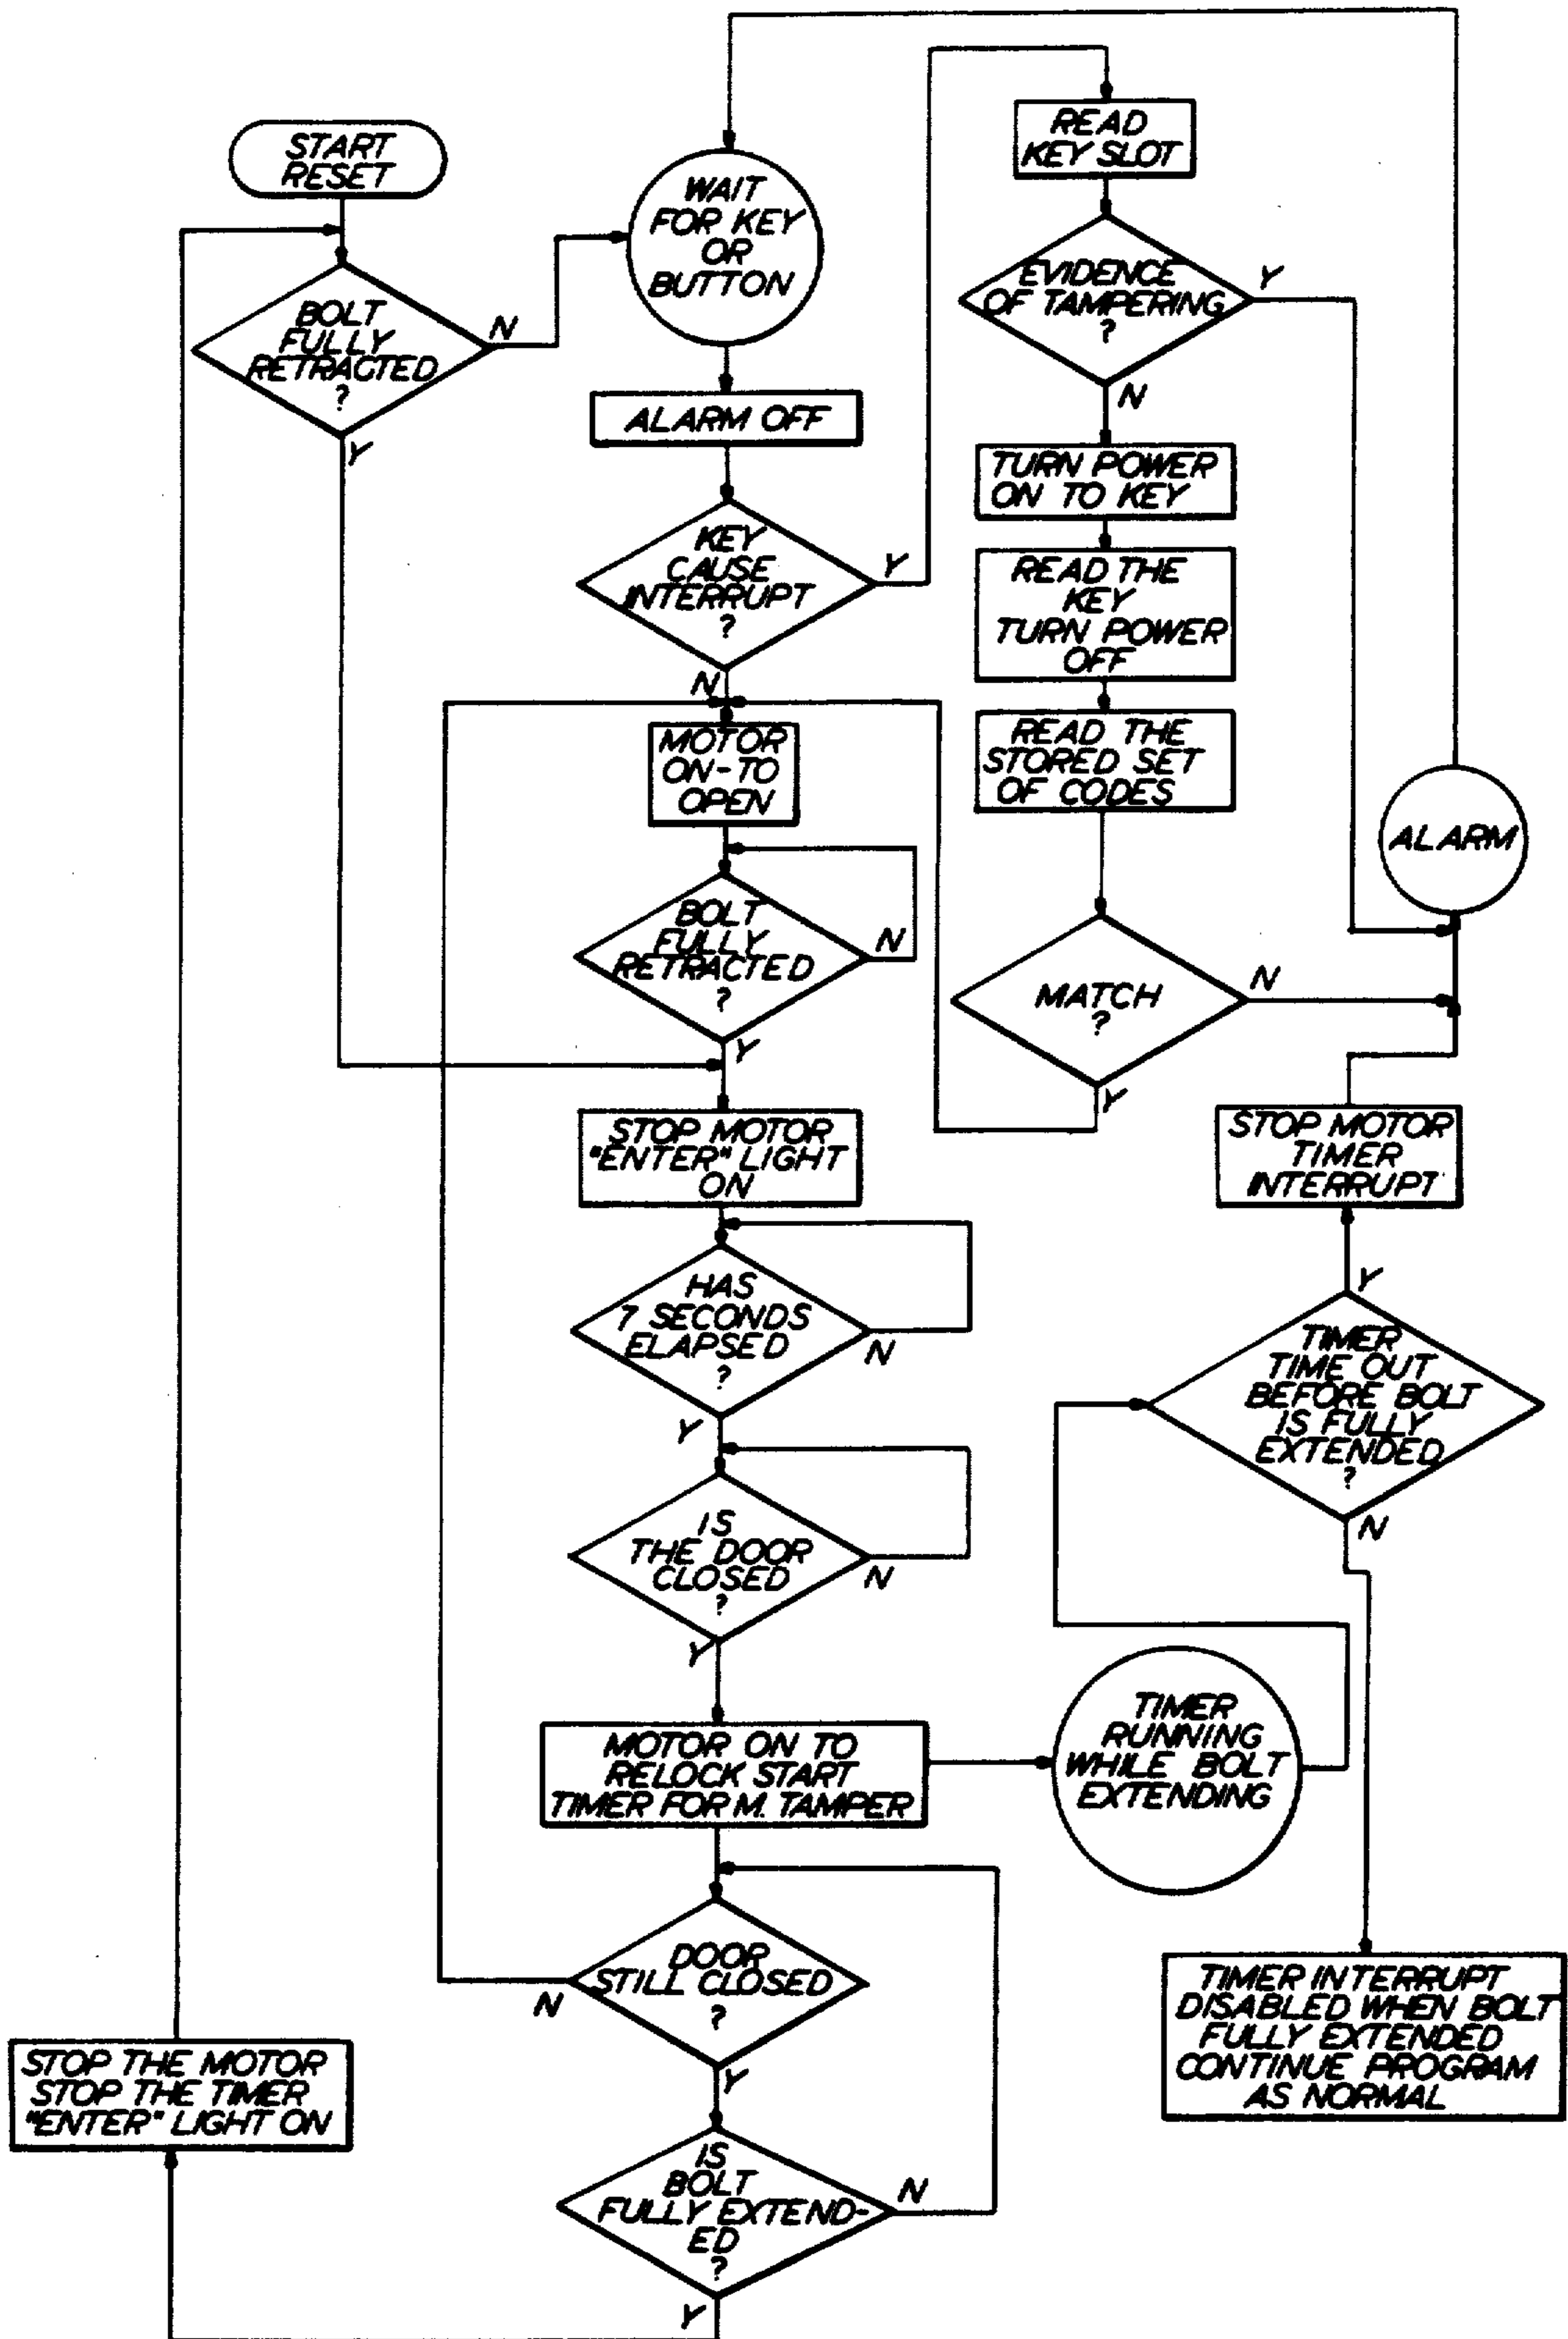 START
RESET
BOLT
FULLY
RETRACTED
?
N
Y
WAIT
FOR KEY
OR
BUTTON
ALARM OFF
KEY
CAUSE
INTERRUPT
?
Y
N
READ
KEY SLOT
EVIDENCE
OF TAMPERING
?
Y
N
TURN POWER
ON TO KEY
READ THE
KEY
TURN POWER
OFF
READ THE
STORED SET
OF CODES
MATCH
?
N
Y
ALARM
MOTOR
ON-TO
OPEN
BOLT
FULLY
RETRACTED
?
N
Y
STOP MOTOR
"ENTER" LIGHT
ON
HAS
7 SECONDS
ELAPSED
?
N
Y
IS
THE DOOR
CLOSED
?
N
Y
MOTOR ON TO
RELOCK START
TIMER FOR M. TAMPER
TIMER
RUNNING
WHILE BOLT
EXTENDING
STOP MOTOR
TIMER
INTERRUPT
Y
TIMER
TIME OUT
BEFORE BOLT
IS FULLY
EXTENDED
?
N
TIMER INTERRUPT
DISABLED WHEN BOLT
FULLY EXTENDED
CONTINUE PROGRAM
AS NORMAL
DOOR
STILL CLOSED
?
N
Y
IS
BOLT
FULLY EXTEND-
ED
?
N
Y
STOP THE MOTOR
STOP THE TIMER
"ENTER" LIGHT ON